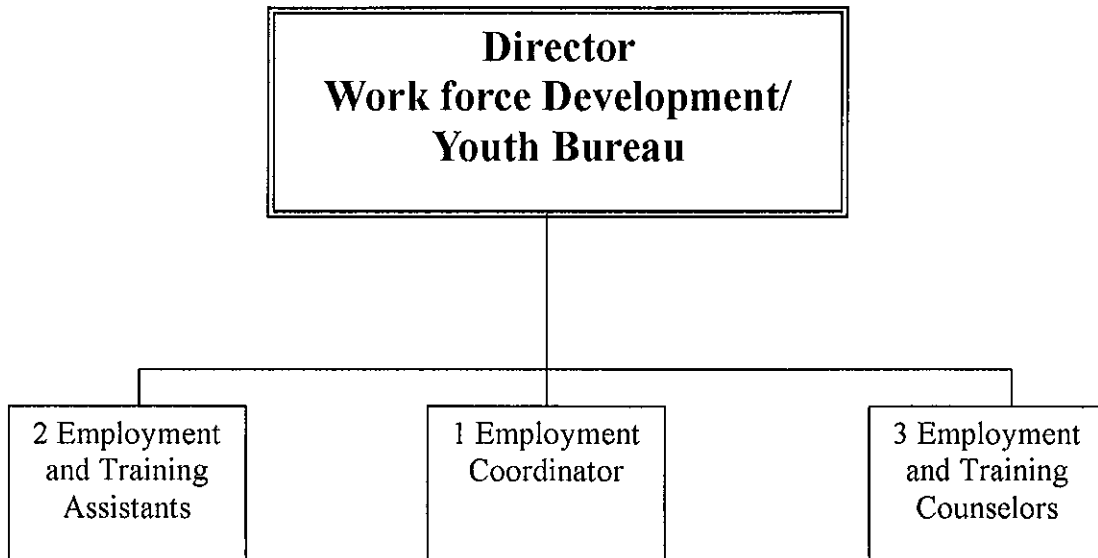 Director
Work force Development/
Youth Bureau
2 Employment
and Training
Assistants
1 Employment
Coordinator
3 Employment
and Training
Counselors